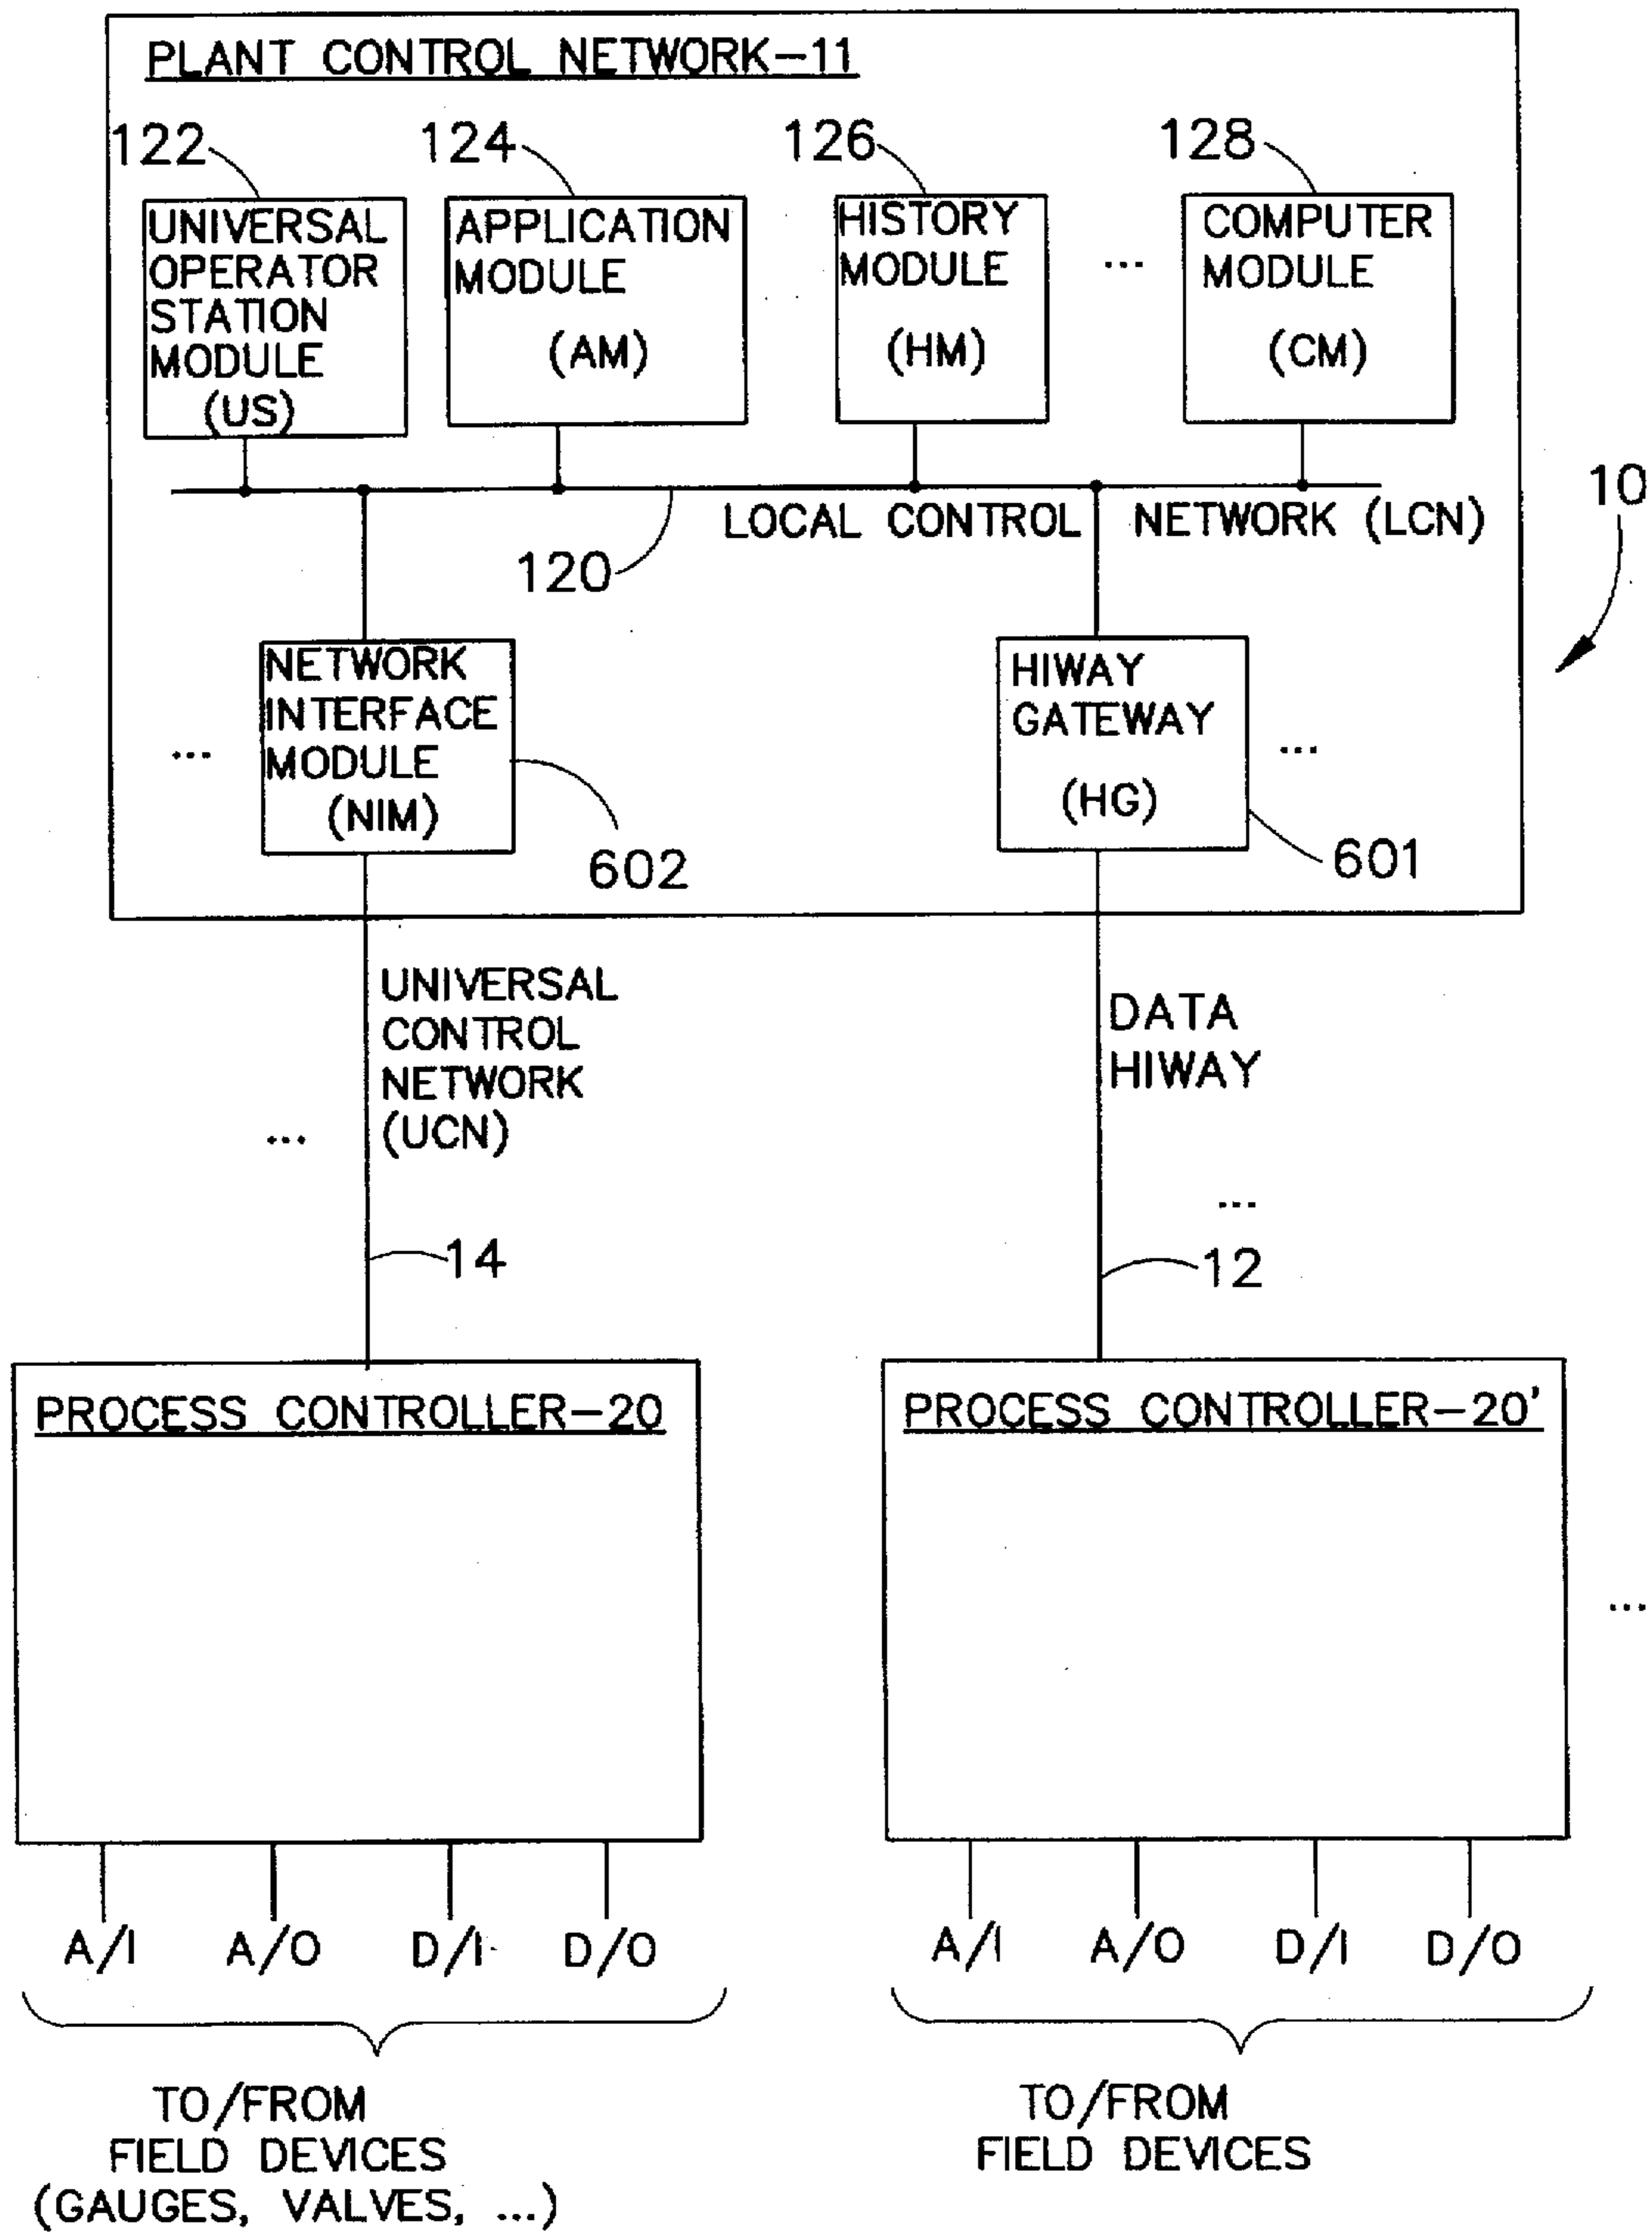 PLANT CONTROL NETWORK-11
122
124
126
128
UNIVERSAL
OPERATOR
STATION
MODULE
(US)
APPLICATION
MODULE
(AM)
HISTORY
MODULE
(HM)
...
COMPUTER
MODULE
(CM)
10
LOCAL CONTROL NETWORK (LCN)
120
...
NETWORK
INTERFACE
MODULE
(NIM)
602
HIWAY
GATEWAY
(HG)
...
601
UNIVERSAL
CONTROL
NETWORK
(UCN)
...
14
DATA
HIWAY
...
12
PROCESS CONTROLLER-20
PROCESS CONTROLLER-20'
...
A/I A/O D/I D/O
A/I A/O D/I D/O
TO/FROM
FIELD DEVICES
(GAUGES, VALVES, ...)
TO/FROM
FIELD DEVICES